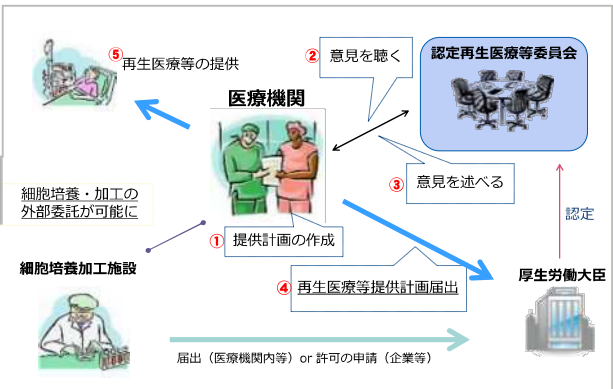 ⑤ 再生医療等の提供
② 意見を聴く
認定再生医療等委員会
医療機関
③ 意見を述べる
細胞培養・加工の
外部委託が可能に
認定
① 提供計画の作成
細胞培養加工施設
④ 再生医療等提供計画届出
厚生労働大臣
届出（医療機関内等）or 許可の申請（企業等）